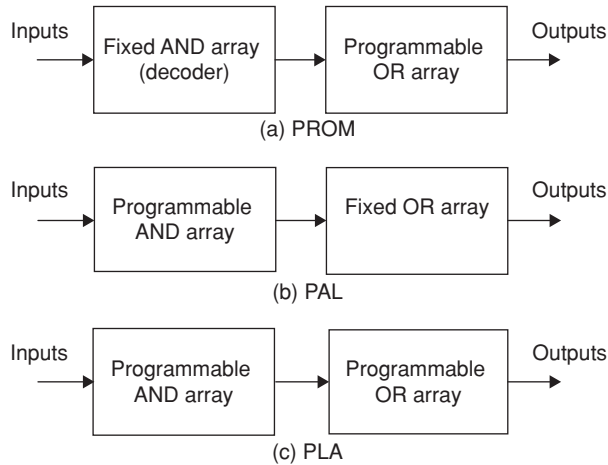 Inputs
Fixed AND array
(decoder)
Programmable
OR array
Outputs
(a) PROM
Inputs
Programmable
AND array
Fixed OR array
Outputs
(b) PAL
Inputs
Programmable
AND array
Programmable
OR array
Outputs
(c) PLA